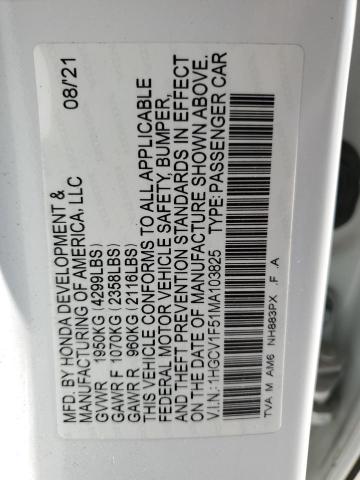 MFD. BY HONDA DEVELOPMENT & 08/21
MANUFACTURING OF AMERICA, LLC
GVWR 1950KG (4299LBS)
GAWR F 1070KG (2358LBS)
GAWR R 960KG (2116LBS)
THIS VEHICLE CONFORMS TO ALL APPLICABLE
FEDERAL MOTOR VEHICLE SAFETY, BUMPER,
AND THEFT PREVENTION STANDARDS IN EFFECT
ON THE DATE OF MANUFACTURE SHOWN ABOVE.
V.I.N.: 1HGCV1F51MA103825 TYPE: PASSENGER CAR
TVA M AM6 NH883PX .F .A